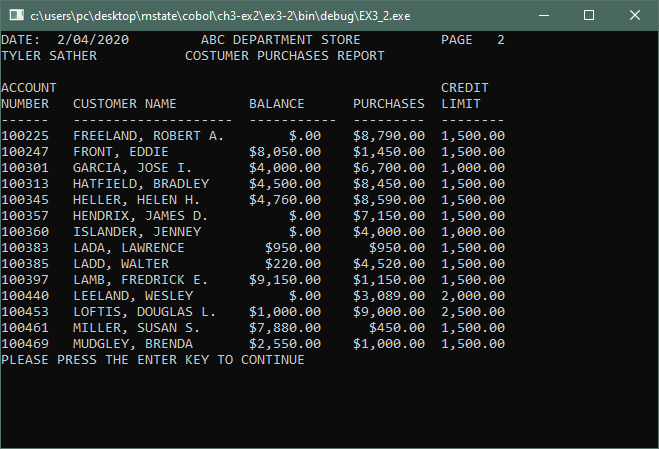 c:\users\pc\desktop\mstate\cobol\ch3-ex2\ex3-2\bin\debug\EX3_2.exe
DATE:  2/04/2020         ABC DEPARTMENT STORE          PAGE   2
TYLER SATHER           COSTUMER PURCHASES REPORT
ACCOUNT                                                CREDIT
NUMBER   CUSTOMER NAME         BALANCE      PURCHASES  LIMIT
------   --------------------  -----------  ---------  --------
100225   FREELAND, ROBERT A.        $.00    $8,790.00  1,500.00
100247   FRONT, EDDIE          $8,050.00    $1,450.00  1,500.00
100301   GARCIA, JOSE I.       $4,000.00    $6,700.00  1,000.00
100313   HATFIELD, BRADLEY     $4,500.00    $8,450.00  1,500.00
100345   HELLER, HELEN H.      $4,760.00    $8,590.00  1,500.00
100357   HENDRIX, JAMES D.          $.00    $7,150.00  1,000.00
100360   ISLANDER, JENNEY           $.00    $4,000.00  1,000.00
100383   LADA, LAWRENCE          $950.00      $950.00  1,500.00
100385   LADD, WALTER            $220.00    $4,520.00  1,500.00
100397   LAMB, FREDRICK E.     $9,150.00    $1,150.00  1,500.00
100440   LEELAND, WESLEY            $.00    $3,089.00  2,000.00
100453   LOFTIS, DOUGLAS L.    $1,000.00    $9,000.00  2,500.00
100461   MILLER, SUSAN S.      $7,880.00      $450.00  1,500.00
100469   MUDGLEY, BRENDA       $2,550.00    $1,000.00  1,500.00
PLEASE PRESS THE ENTER KEY TO CONTINUE